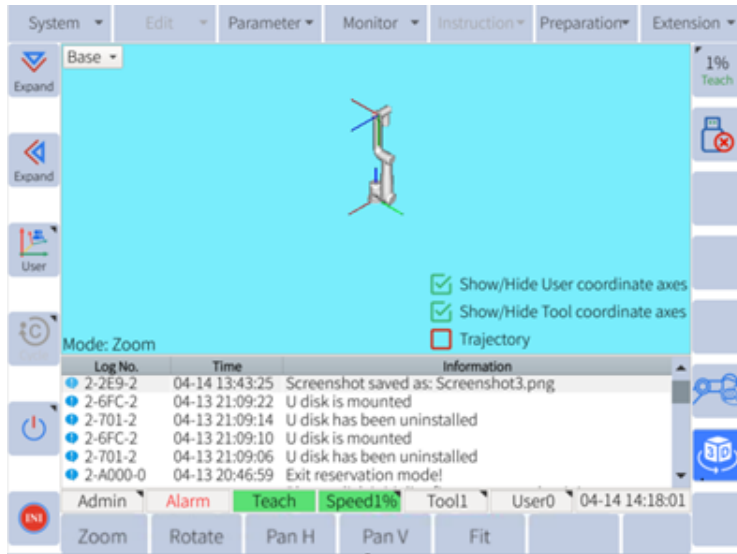 System Edit Parameter Monitor Instruction Preparation Extension
Expand
Base
1%
Teach
Expand
User
Show/Hide User coordinate axes
Show/Hide Tool coordinate axes
Trajectory
Mode: Zoom
Log No. Time Information
2-2E9-2 04-14 13:43:25 Screenshot saved as: Screenshot3.png
2-6FC-2 04-13 21:09:22 U disk is mounted
2-701-2 04-13 21:09:14 U disk has been uninstalled
2-6FC-2 04-13 21:09:10 U disk is mounted
2-701-2 04-13 21:09:06 U disk has been uninstalled
2-A000-0 04-13 20:46:59 Exit reservation mode!
3D
Admin Alarm Teach Speed1% Tool1 User0 04-14 14:18:01
INI
Zoom Rotate Pan H Pan V Fit